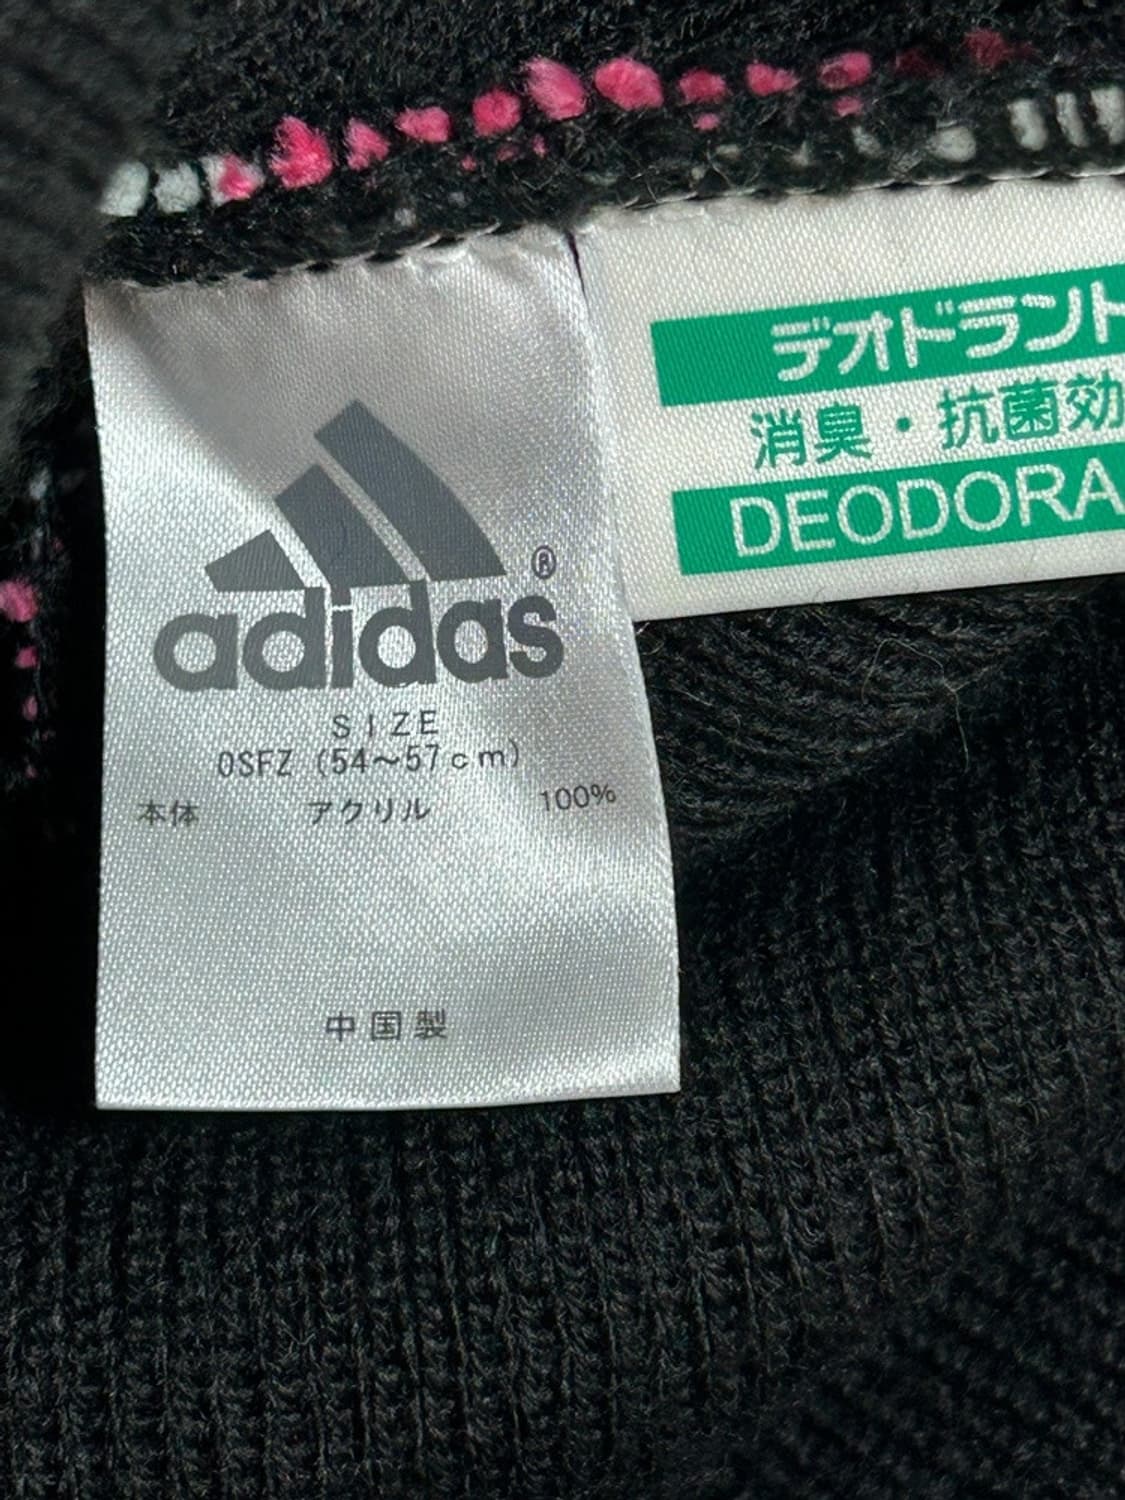 adidas®
SIZE
OSFZ (54～57cm)
本体 アクリル 100%
中国製
デオドラント
消臭・抗菌効
DEODORA